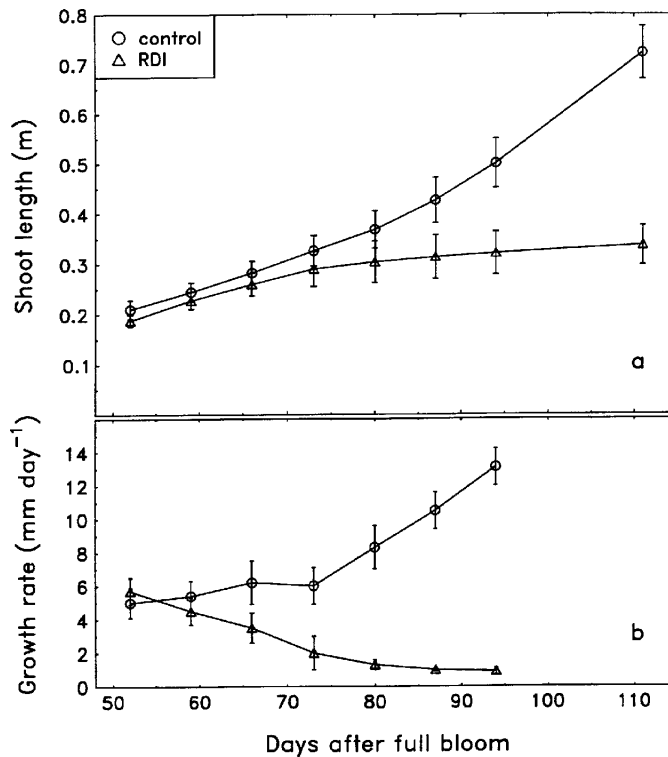 control
RDI
Shoot length (m)
0.8
0.7
0.6
0.5
0.4
0.3
0.2
0.1
a
Growth rate (mm day⁻¹)
14
12
10
8
6
4
2
0
b
50 60 70 80 90 100 110
Days after full bloom